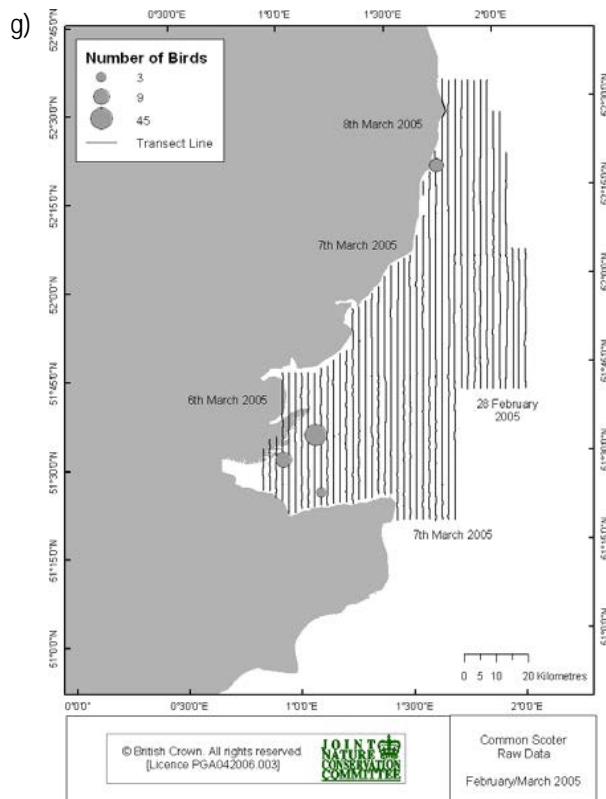 g)
0°30'0"E 1°0'0"E 1°30'0"E 2°0'0"E
52°45'0"N
52°30'0"N
52°15'0"N
52°0'0"N
51°45'0"N
51°30'0"N
51°15'0"N
51°0'0"N
Number of Birds
3
9
45
Transect Line
8th March 2005
7th March 2005
6th March 2005
28 February
2005
7th March 2005
0 5 10 20 Kilometres
0°0'0" 0°30'0"E 1°0'0"E 1°30'0"E 2°0'0"E
© British Crown. All rights reserved.
[Licence PGA042006.003]
JOINT
NATURE
CONSERVATION
COMMITTEE
Common Scoter
Raw Data
February/March 2005